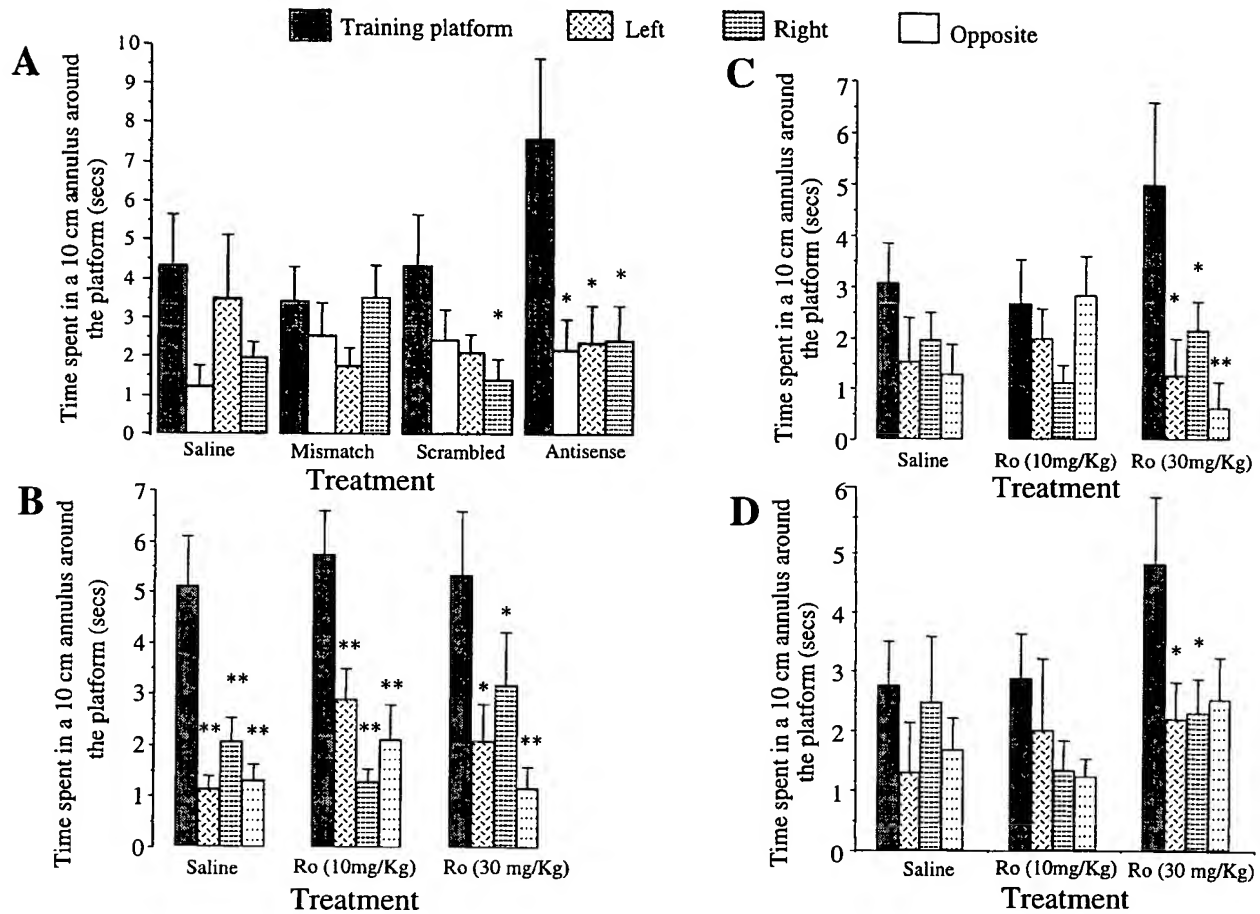 Training platform
Left
Right
Opposite
A
Time spent in a 10 cm annulus around
the platform (secs)
10
9
8
7
6
5
4
3
2
1
0
*
*
*
*
Saline
Mismatch
Scrambled
Antisense
Treatment
B
Time spent in a 10 cm annulus around
the platform (secs)
7
6
5
4
3
2
1
0
**
**
**
**
**
**
*
*
**
Saline
Ro (10mg/Kg)
Ro (30 mg/Kg)
Treatment
C
Time spent in a 10 cm annulus around
the platform (secs)
7
6
5
4
3
2
1
0
*
*
**
Saline
Ro (10mg/Kg)
Ro (30mg/Kg)
Treatment
D
Time spent in a 10 cm annulus around
the platform (secs)
6
5
4
3
2
1
0
*
*
Saline
Ro (10mg/Kg)
Ro (30 mg/Kg)
Treatment